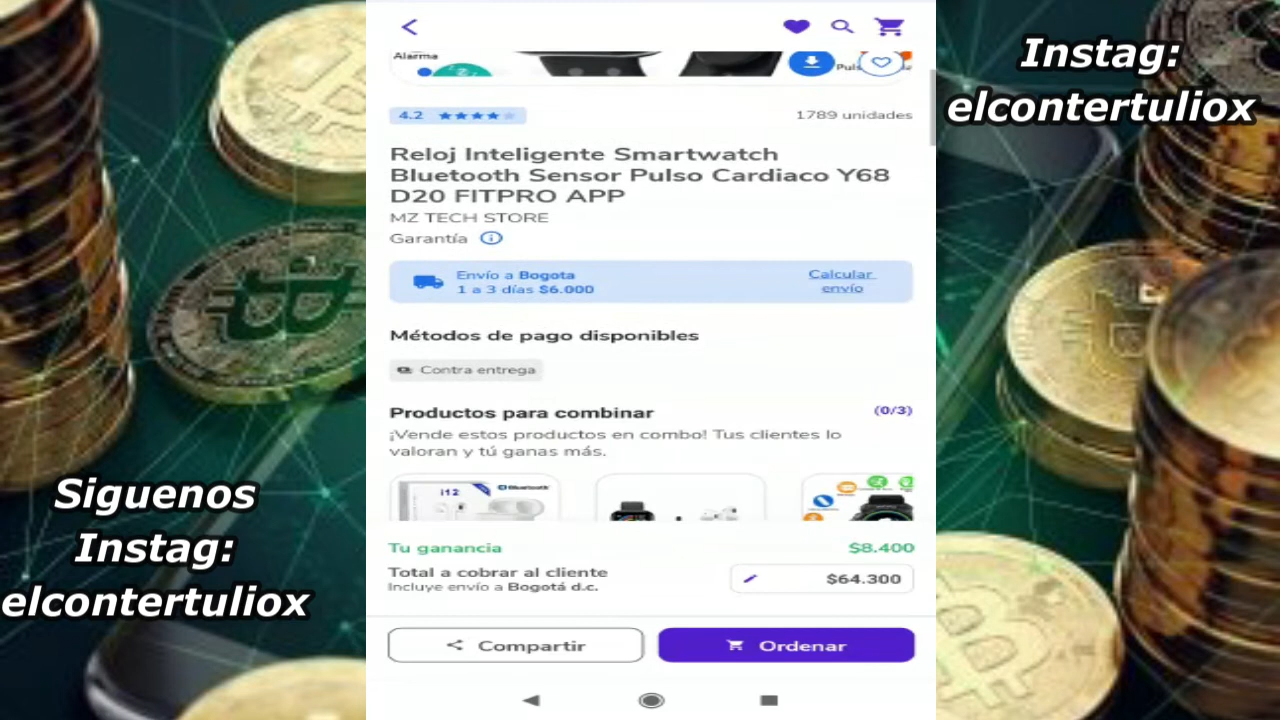 Instag:
elcontertuliox
Alarma
4.2
1789 unidades
Reloj Inteligente Smartwatch
Bluetooth Sensor Pulso Cardiaco Y68
D20 FITPRO APP
MZ TECH STORE
Garantía
Envío a Bogota
1 a 3 días $6.000
Calcular
envío
Métodos de pago disponibles
Contra entrega
Productos para combinar
(0/3)
¡Vende estos productos en combo! Tus clientes lo
valoran y tú ganas más.
i12
Bluetooth
Tu ganancia
$8.400
Total a cobrar al cliente
Incluye envío a Bogotá d.c.
$64.300
Compartir
Ordenar
Siguenos
Instag:
elcontertuliox